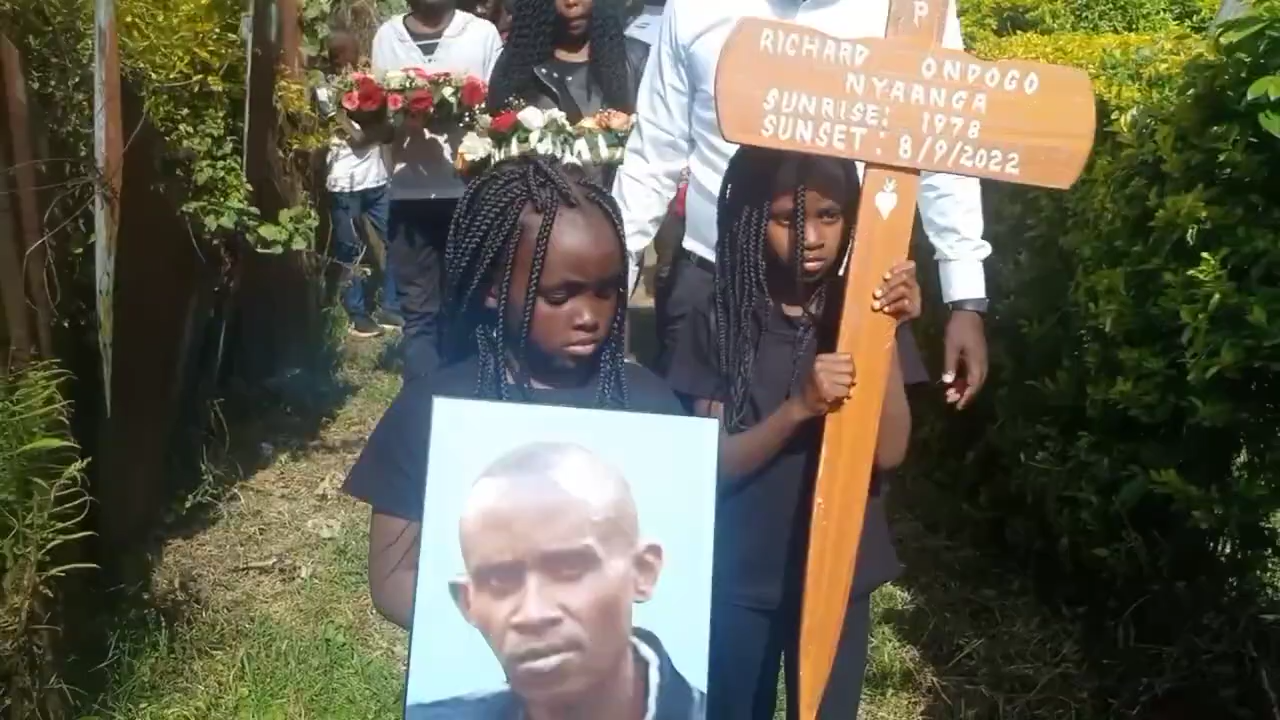 P
RICHARD ONDOGO
NYAANGA
SUNRISE: 1978
SUNSET: 8/9/2022